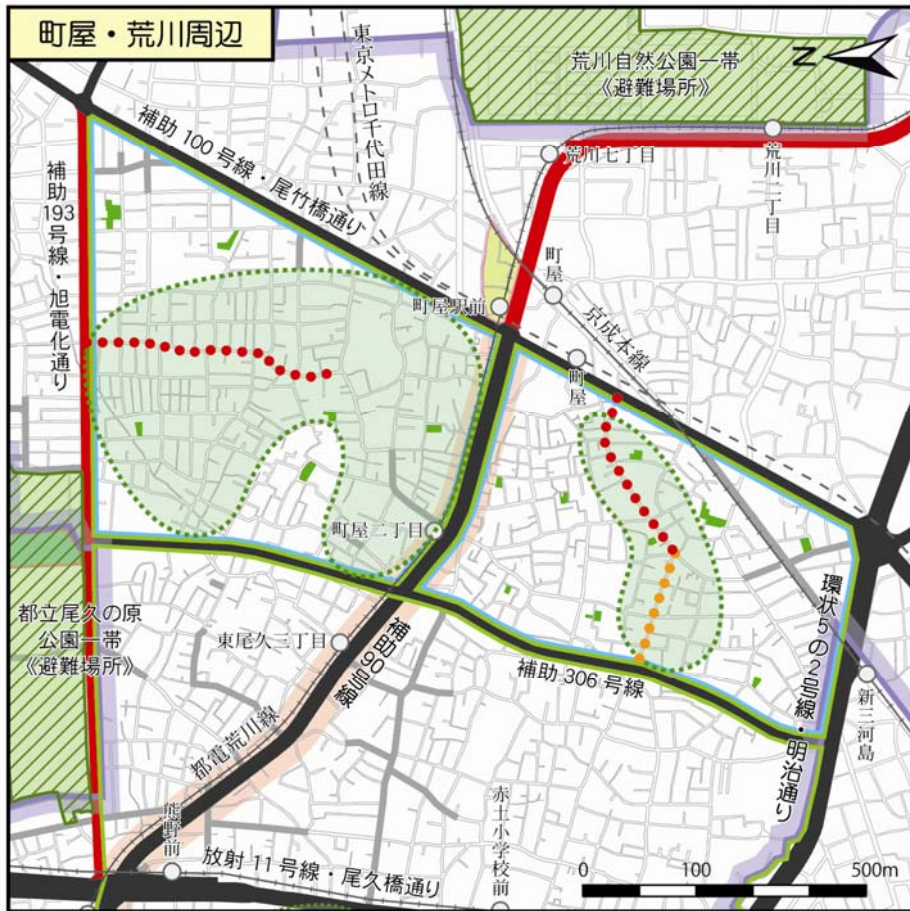 町屋・荒川周辺
荒川自然公園一帯
《避難場所》
N
東京メトロ千代田線
補助100号線・尾竹橋通り
荒川七丁目
荒川二丁目
補助193号線・旭電化通り
町屋
町屋駅前
京成本線
町屋
町屋二丁目
都立尾久の原
公園一帯
《避難場所》
東尾久三丁目
補助90号線
補助306号線
環状5の2号線・明治通り
新三河島
都電荒川線
熊野前
赤土小学校前
放射11号線・尾久橋通り
0 100 500m